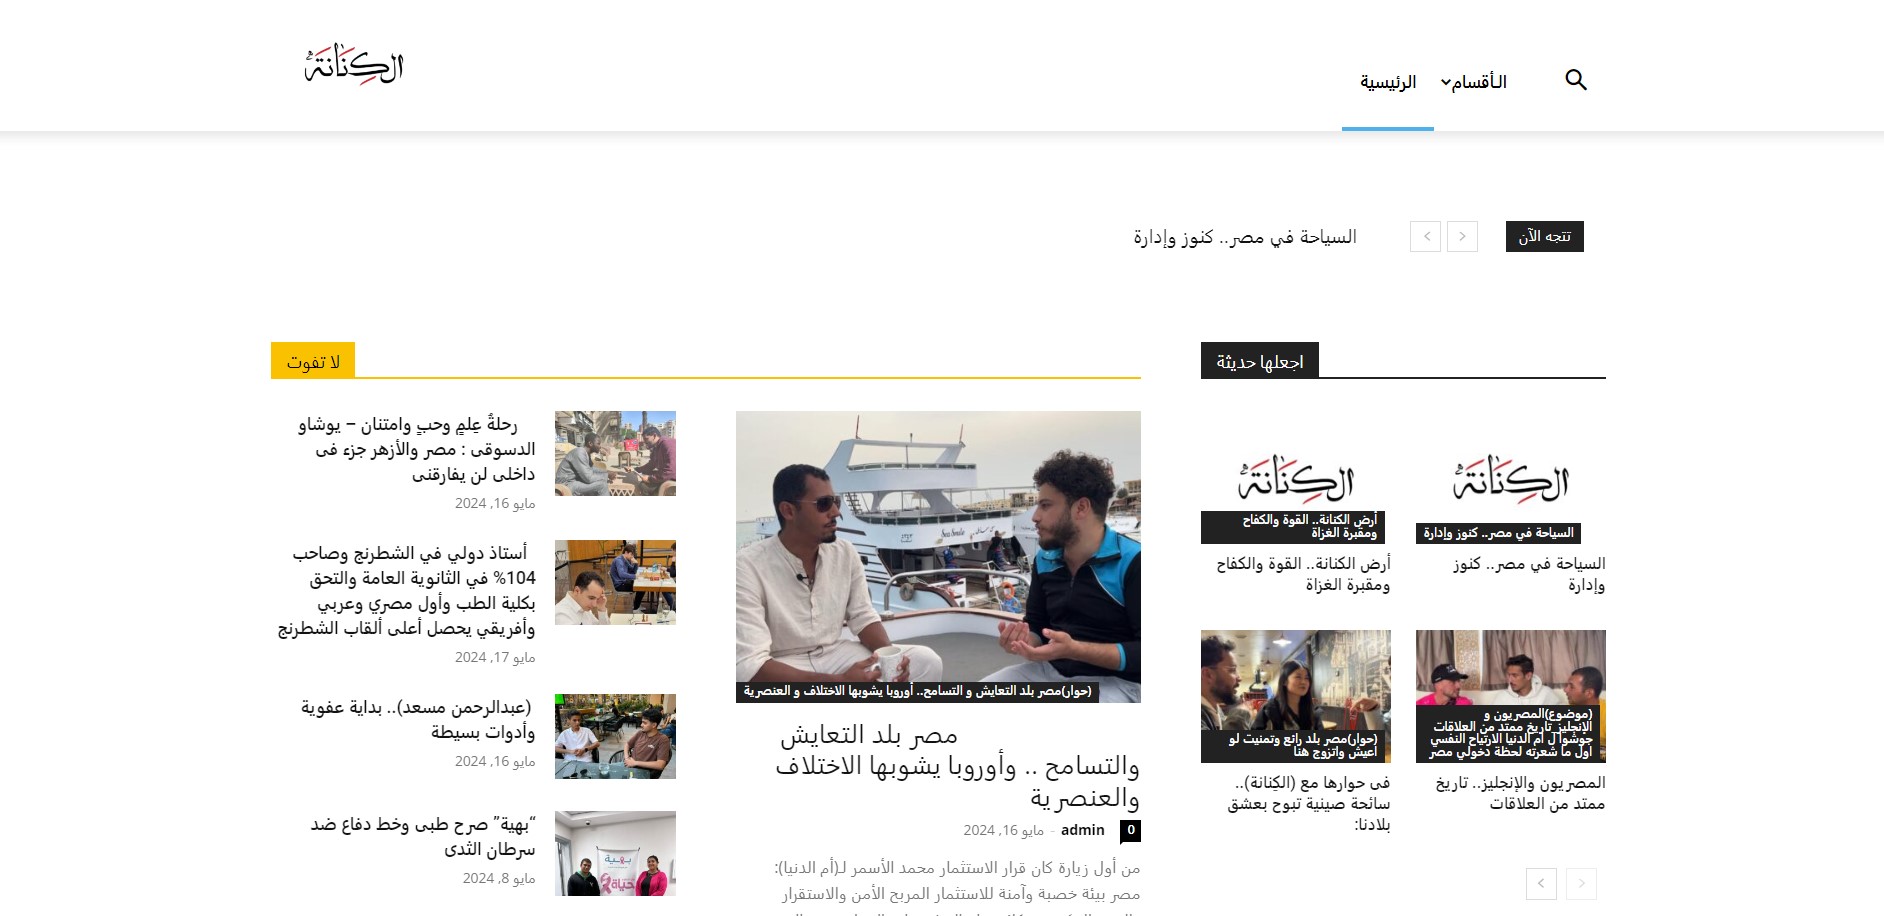 الكنانة
الرئيسية
الأقسام
تتجه الآن
السياحة في مصر.. كنوز وإدارة
اجعلها حديثة
الكنانة
السياحة في مصر.. كنوز وإدارة
السياحة في مصر.. كنوز
وإدارة
الكنانة
أرض الكنانة.. القوة والكفاح
ومقبرة الغزاة
أرض الكنانة.. القوة والكفاح
ومقبرة الغزاة
(موضوع)المصريون و
الإنجليز تاريخ ممتد من العلاقات
جوشوا ل أم الدنيا الارتياح النفسي
اول ما شعرته لحظة دخولي مصر
المصريون والإنجليز.. تاريخ
ممتد من العلاقات
(حوار)مصر بلد رائع وتمنيت لو
اعيش واتزوج هنا
فى حوارها مع (الكِنانة)..
سائحة صينية تبوح بعشق
بلادنا:
لا تفوت
(حوار)مصر بلد التعايش و التسامح.. أوروبا يشوبها الاختلاف و العنصرية
مصر بلد التعايش
والتسامح .. وأوروبا يشوبها الاختلاف
والعنصرية
0 admin - مايو 16, 2024
من أول زيارة كان قرار الاستثمار محمد الأسمر لـ(أم الدنيا):
مصر بيئة خصبة وآمنة للاستثمار المربح الأمن والاستقرار
رحلةُ عِلمٍ وحبٍ وامتنان – يوشاو
الدسوقى : مصر والأزهر جزء فى
داخلى لن يفارقنى
مايو 16, 2024
أستاذ دولي في الشطرنج وصاحب
104% في الثانوية العامة والتحق
بكلية الطب وأول مصري وعربي
وأفريقي يحصل أعلى ألقاب الشطرنج
مايو 17, 2024
(عبدالرحمن مسعد).. بداية عفوية
وأدوات بسيطة
مايو 16, 2024
“بهية” صرح طبى وخط دفاع ضد
سرطان الثدى
مايو 8, 2024
بهية